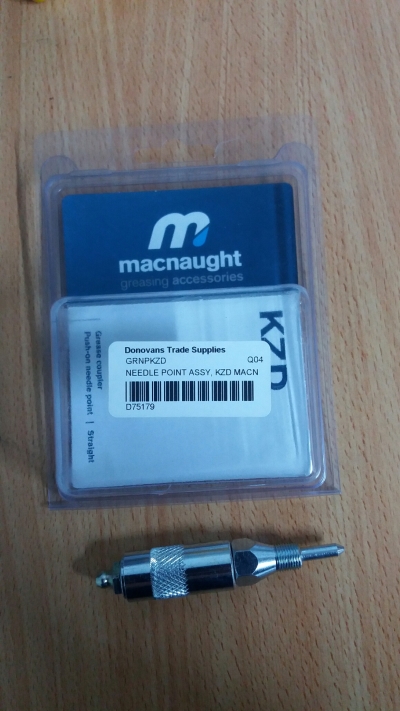 macnaught
greasing accessories
KZD
Grease coupler
Push-on needle point | Straight
Donovans Trade Supplies
GRNPKZD Q04
NEEDLE POINT ASSY, KZD MACN
D75179